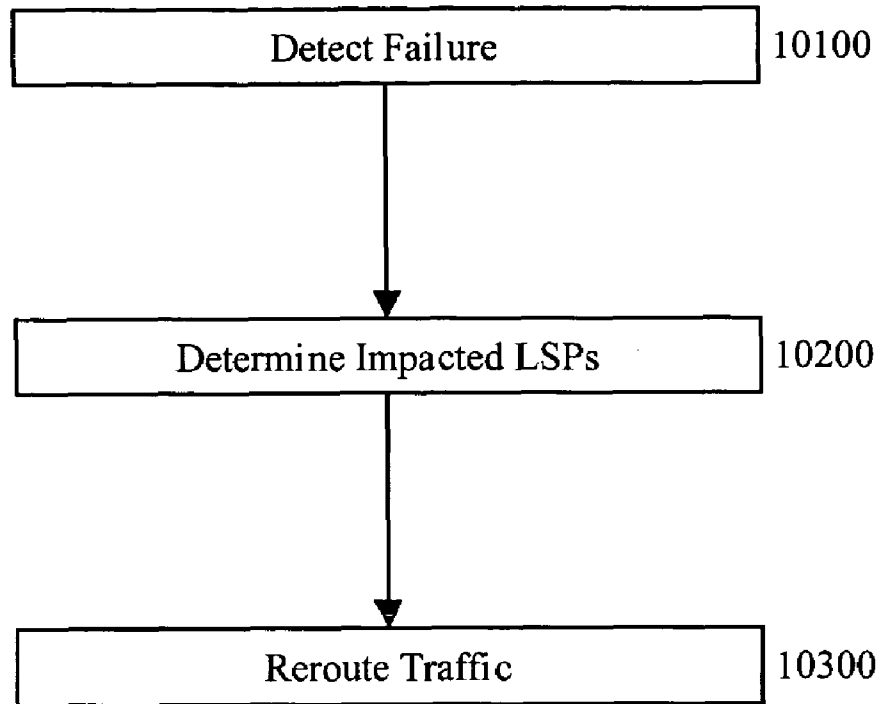 Detect Failure 10100
Determine Impacted LSPs 10200
Reroute Traffic 10300